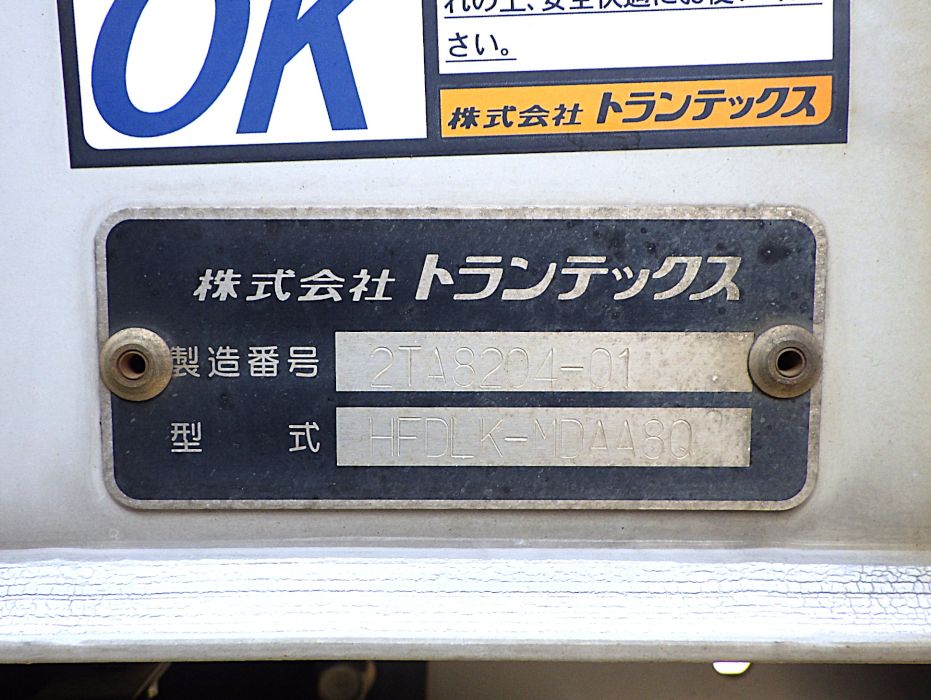 OK
さい。
株式会社 トランテックス
株式会社 トランテックス
製造番号 2TA8204-01
型 式 HFDLK-MDAA8Q